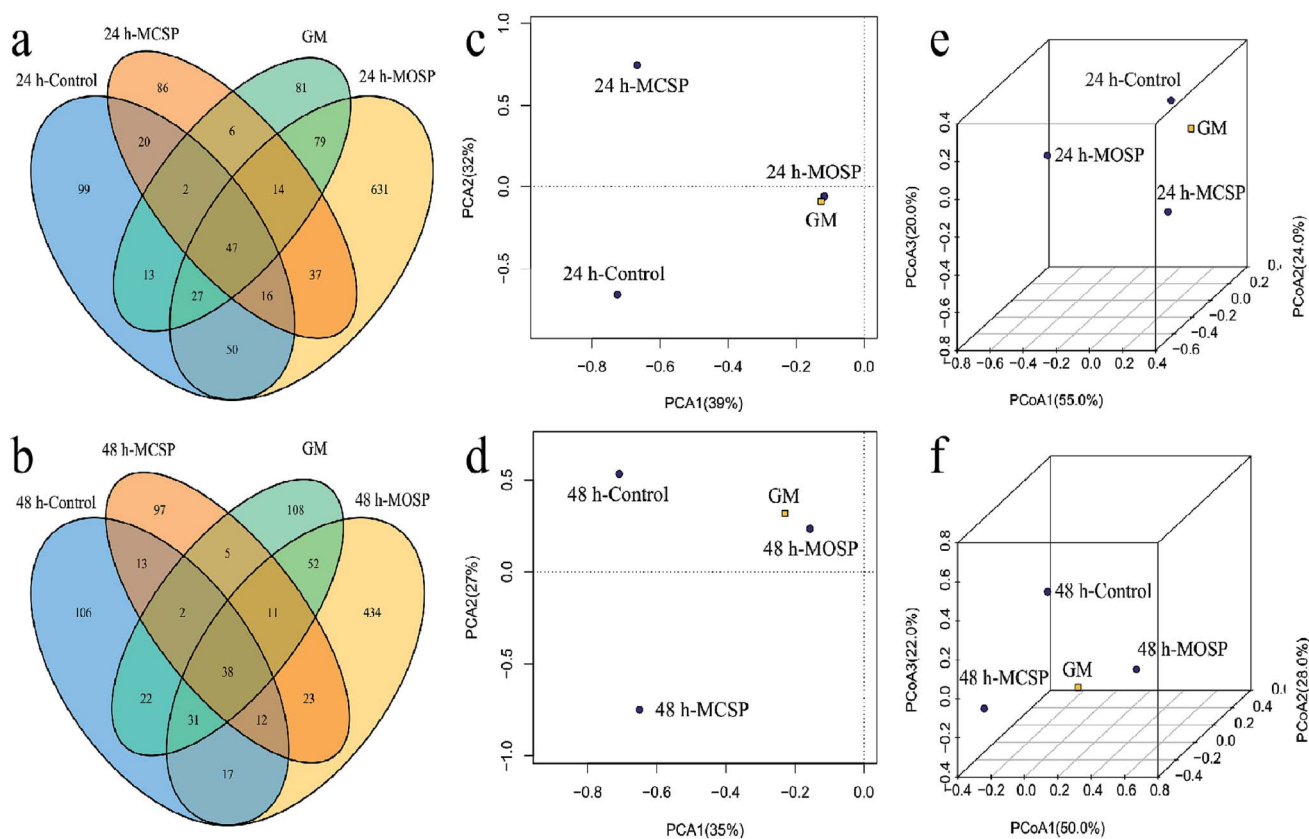 a
24 h-MCSP
GM
24 h-Control
24 h-MOSP
86
81
20
6
79
99
2
14
631
47
13
37
27
16
50
c
1.0
0.5
0.0
−0.5
PCA2(32%)
24 h-MCSP
24 h-MOSP
GM
24 h-Control
−0.8
−0.6
−0.4
−0.2
0.0
PCA1(39%)
e
24 h-Control
GM
24 h-MOSP
24 h-MCSP
0.4
0.2
0.0
−0.2
−0.4
−0.6
−0.8
PCoA3(20.0%)
−0.8 −0.6 −0.4 −0.2 0.0 0.2 0.4
PCoA1(55.0%)
0.
0.2
0.0
−0.2
−0.4
−0.6
PCoA2(24.0%)
b
48 h-MCSP
GM
48 h-Control
48 h-MOSP
97
108
13
5
52
106
2
11
434
38
22
23
31
12
17
d
0.5
0.0
−0.5
−1.0
PCA2(27%)
48 h-Control
GM
48 h-MOSP
48 h-MCSP
−0.8
−0.6
−0.4
−0.2
0.0
PCA1(35%)
f
48 h-Control
48 h-MOSP
48 h-MCSP
GM
0.8
0.6
0.4
0.2
0.0
−0.2
−0.4
PCoA3(22.0%)
−0.4 −0.2 0.0 0.2 0.4 0.6 0.8
PCoA1(50.0%)
0.
0.4
0.2
0.0
−0.2
−0.4
PCoA2(28.0%)